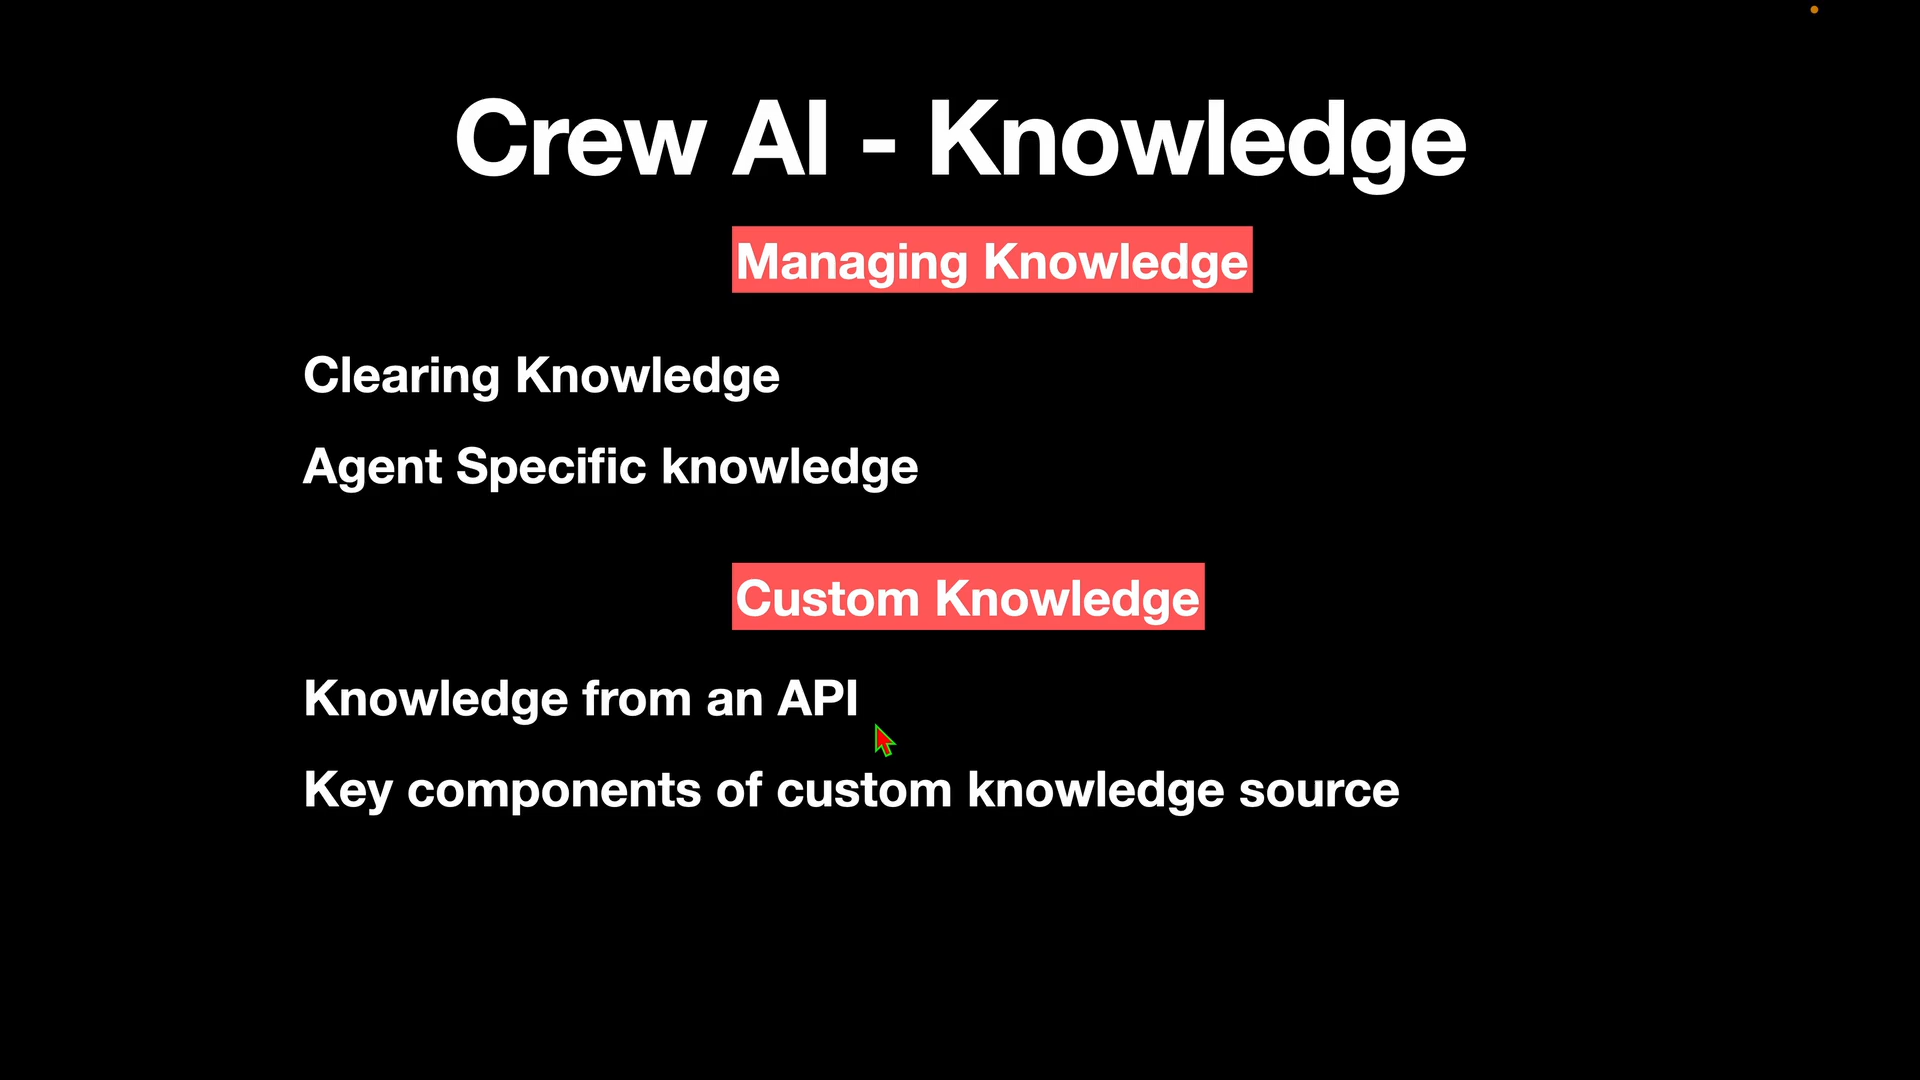 Crew AI - Knowledge
Managing Knowledge
Clearing Knowledge
Agent Specific knowledge
Custom Knowledge
Knowledge from an API
Key components of custom knowledge source